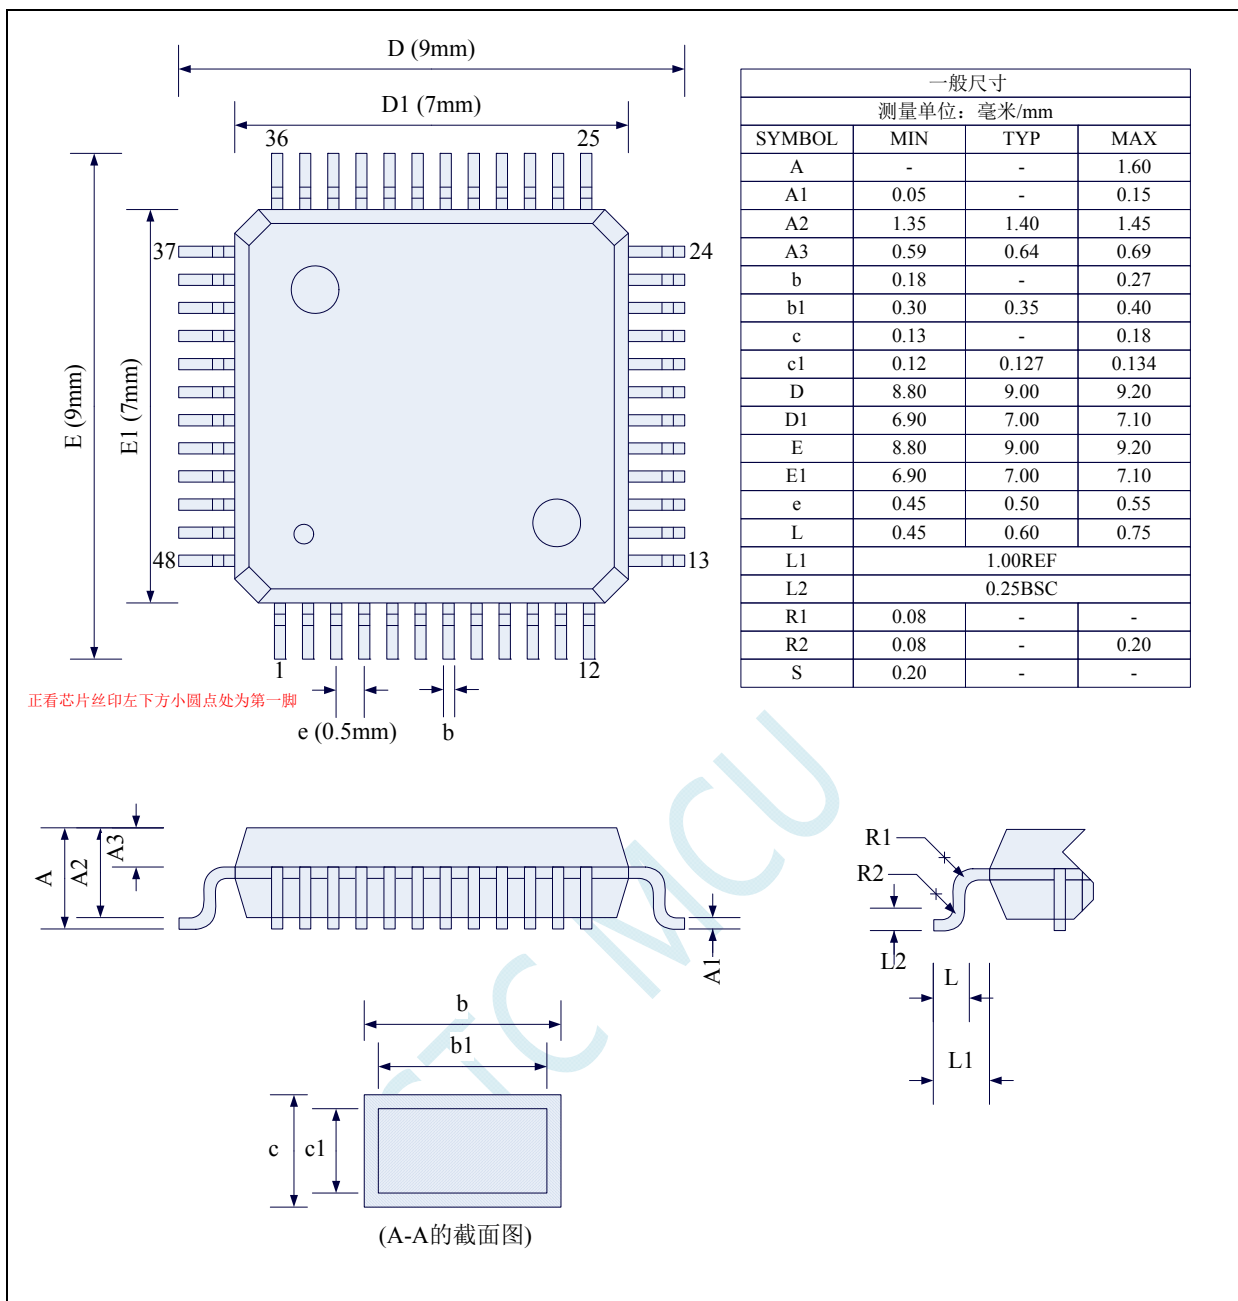 D (9mm)
D1 (7mm)
36
25
37
24
E (9mm)
E1 (7mm)
48
13
1
12
正看芯片丝印左下方小圆点处为第一脚
e (0.5mm)
b
一般尺寸
测量单位：毫米/mm
SYMBOL MIN TYP MAX
A - - 1.60
A1 0.05 - 0.15
A2 1.35 1.40 1.45
A3 0.59 0.64 0.69
b 0.18 - 0.27
b1 0.30 0.35 0.40
c 0.13 - 0.18
c1 0.12 0.127 0.134
D 8.80 9.00 9.20
D1 6.90 7.00 7.10
E 8.80 9.00 9.20
E1 6.90 7.00 7.10
e 0.45 0.50 0.55
L 0.45 0.60 0.75
L1 1.00REF
L2 0.25BSC
R1 0.08 - -
R2 0.08 - 0.20
S 0.20 - -
A
A2
A3
A1
R1
R2
L2
L
L1
b
b1
c
c1
(A-A的截面图)
STC MCU